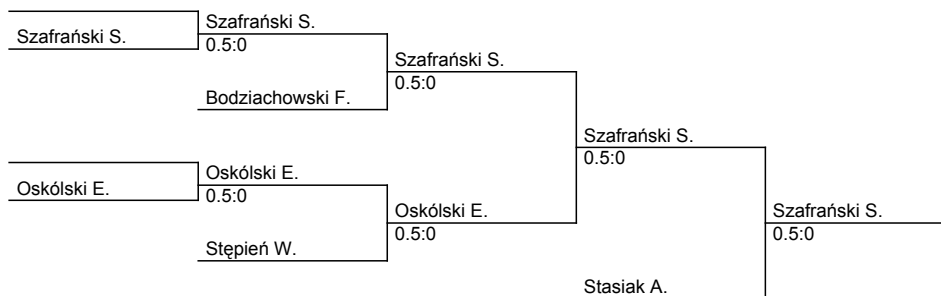 Szafrański S.
Szafrański S.
0.5:0
Szafrański S.
0.5:0
Bodziachowski F.
Szafrański S.
0.5:0
Oskólski E.
Oskólski E.
0.5:0
Oskólski E.
0.5:0
Szafrański S.
0.5:0
Stępień W.
Stasiak A.